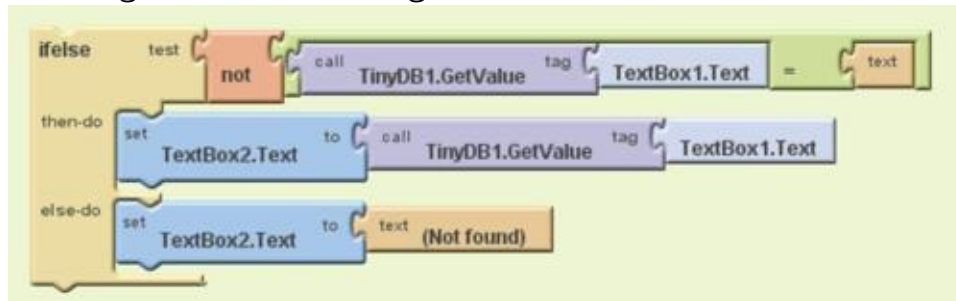 ifelse test not call TinyDB1.GetValue tag TextBox1.Text = text
then-do set TextBox2.Text to call TinyDB1.GetValue tag TextBox1.Text
else-do set TextBox2.Text to text (Not found)